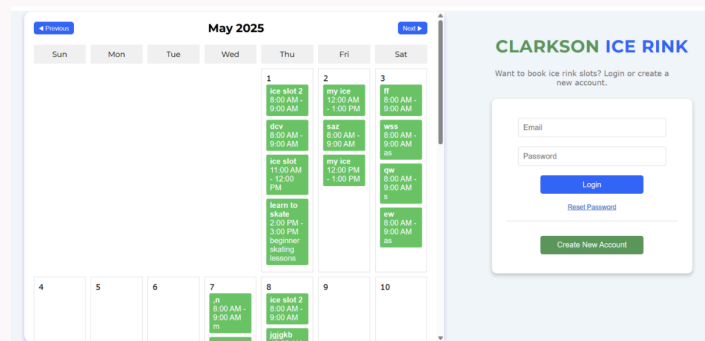 ◀ Previous
May 2025
Next ▶
Sun Mon Tue Wed Thu Fri Sat
1
ice slot 2
8:00 AM -
9:00 AM
dcv
8:00 AM -
9:00 AM
ice slot
11:00 AM
- 12:00
PM
learn to
skate
2:00 PM -
3:00 PM
beginner
skating
lessons
2
my ice
12:00 AM
- 1:00 PM
saz
8:00 AM -
9:00 AM
my ice
12:00 PM
- 1:00 PM
3
ff
8:00 AM -
9:00 AM
wss
8:00 AM -
9:00 AM
as
qw
8:00 AM -
9:00 AM
s
ew
8:00 AM -
9:00 AM
as
4
5
6
7
,n
8:00 AM -
9:00 AM
m
8
ice slot 2
8:00 AM -
9:00 AM
jgjgkb
9
10
CLARKSON ICE RINK
Want to book ice rink slots? Login or create a
new account.
Email
Password
Login
Reset Password
Create New Account